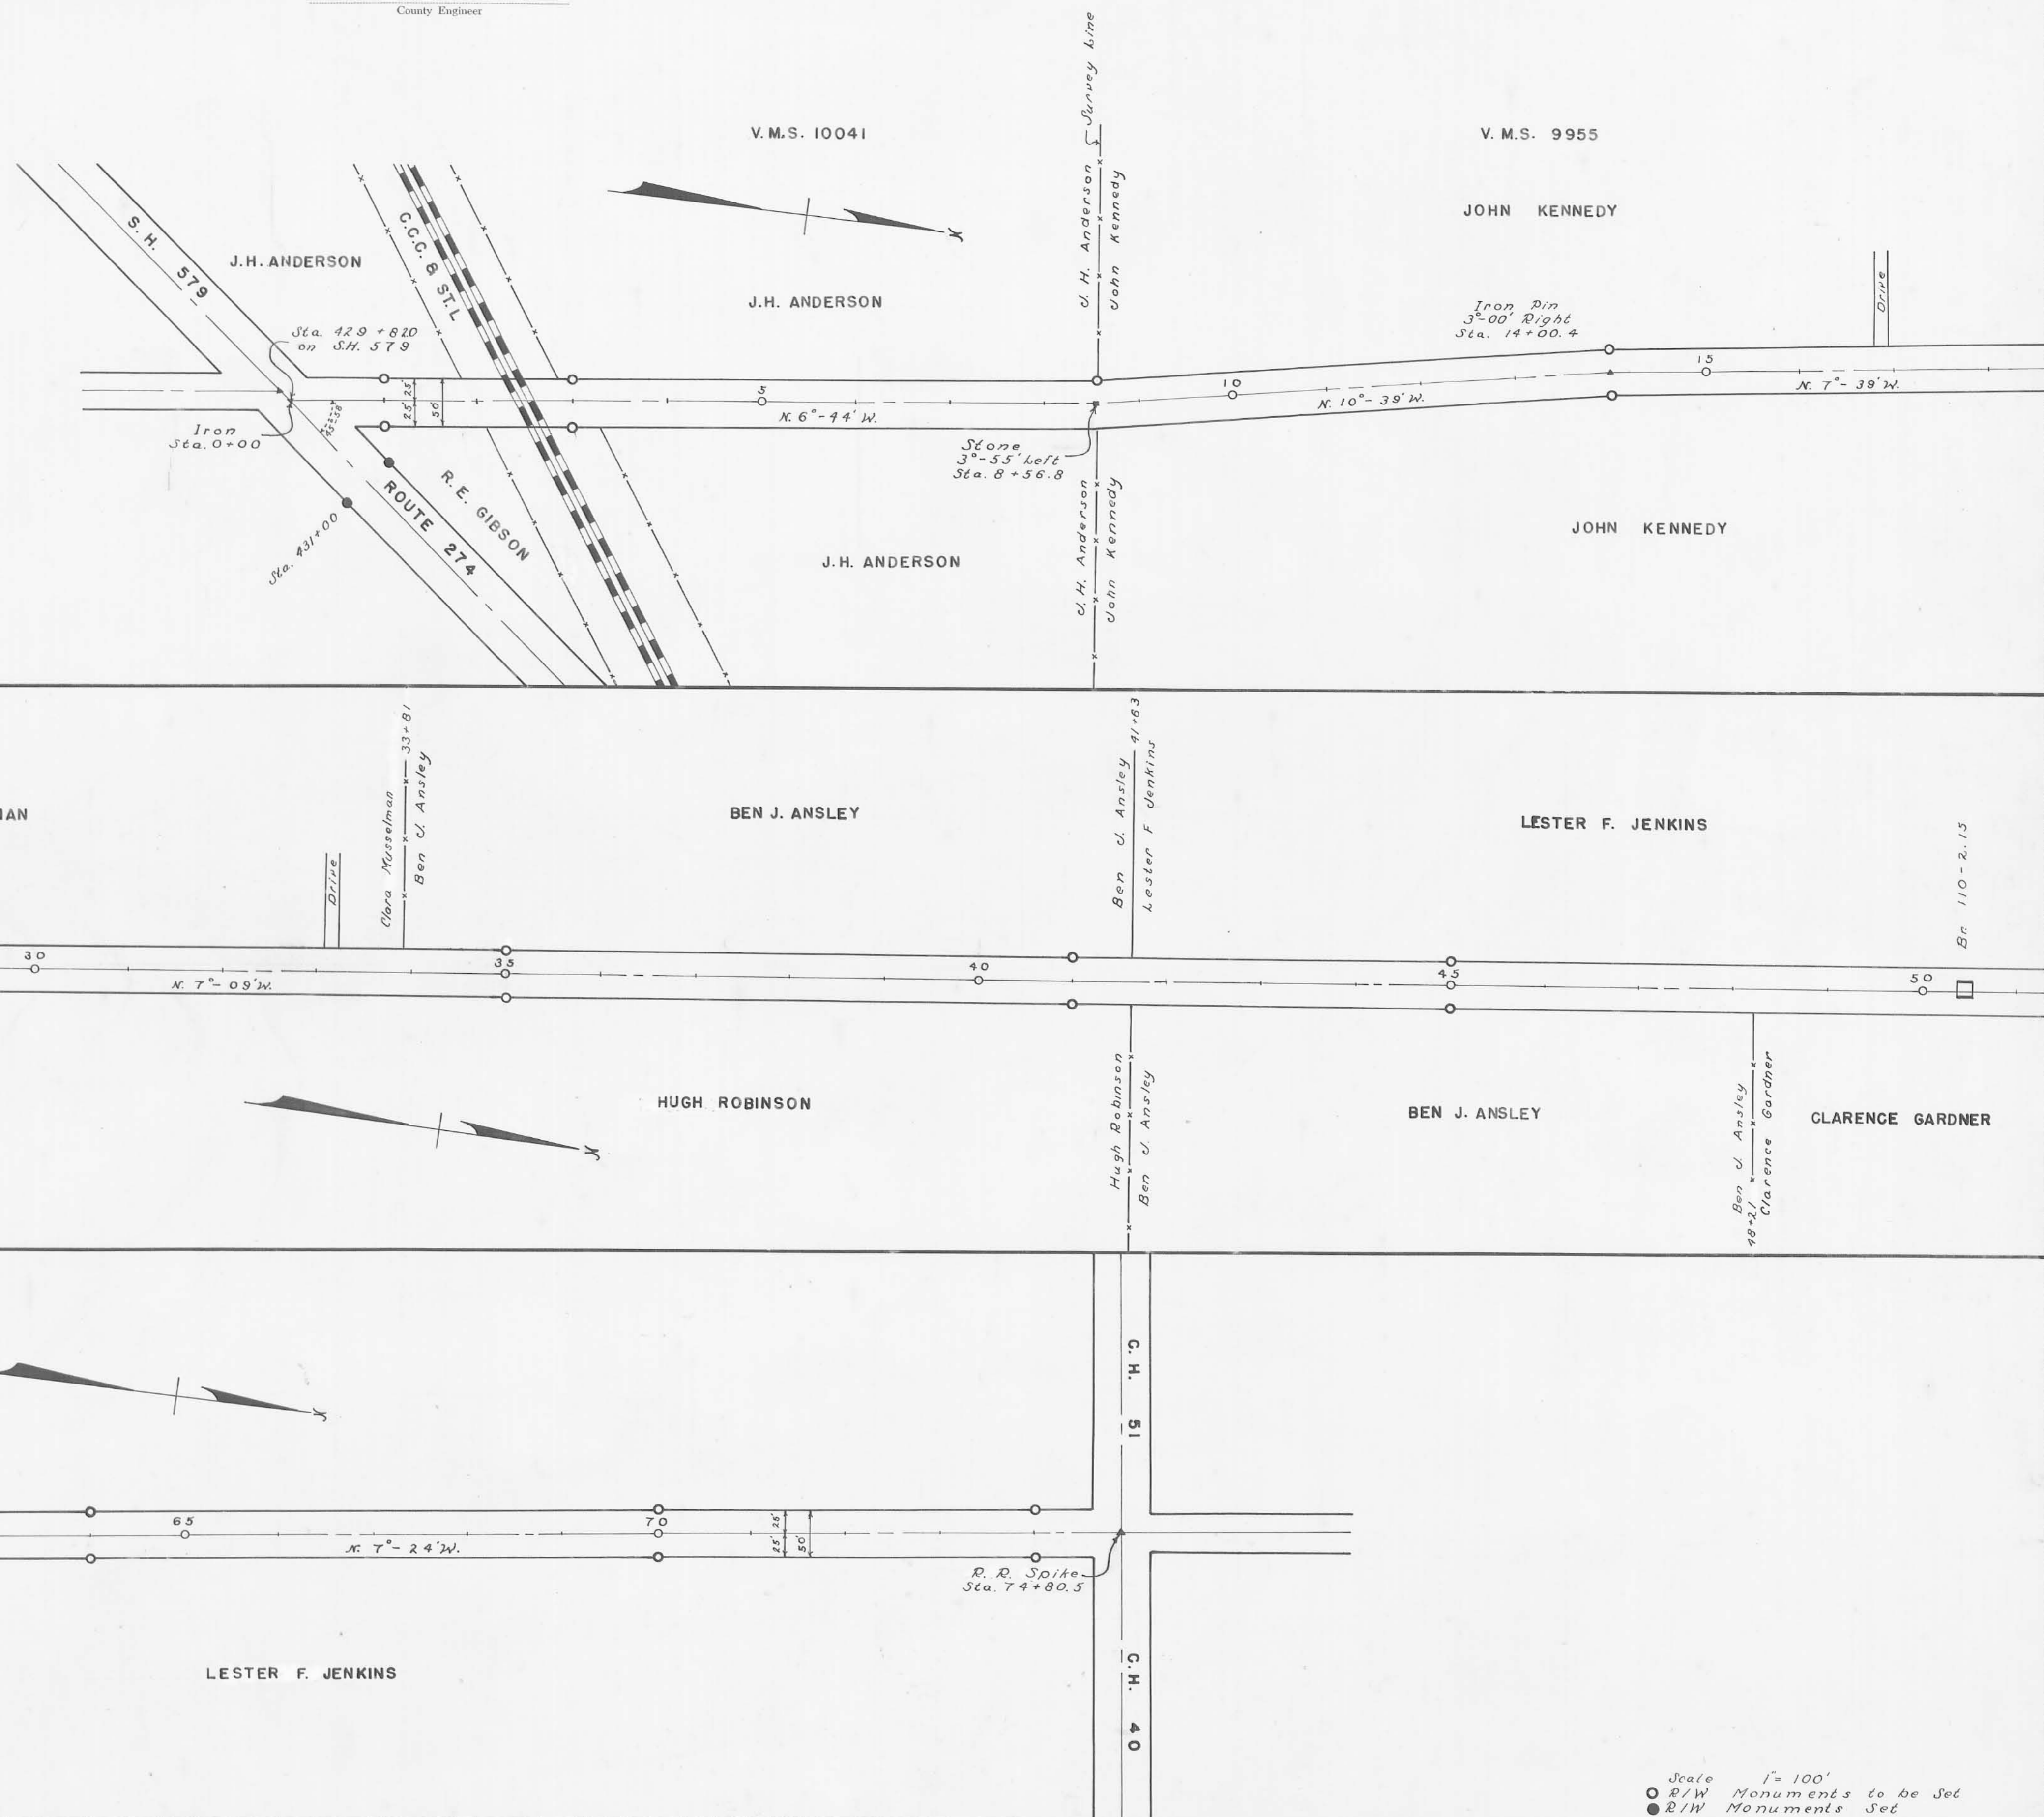 County Engineer
V.M.S. 10041
V.M.S. 9955
Survey Line
J. H. Anderson
John Kennedy
JOHN KENNEDY
S. H. 579
J.H. ANDERSON
C.C.C. & ST.L
J.H. ANDERSON
Drive
Iron Pin
3°-00' Right
Sta. 14+00.4
Sta. 429+820
on S.H. 579
25' 25'
50'
5
10
15
N. 6°-44' W.
N. 10°-39' W.
N. 7°-39' W.
Iron
Sta. 0+00
Stone
3°-55' Left
Sta. 8+56.8
R. E. GIBSON
ROUTE 274
Sta. 431+00
J.H. ANDERSON
J.H. Anderson
John Kennedy
JOHN KENNEDY
33+81
Clara Musselman
Ben J. Ansley
41+63
Ben J. Ansley
Lester F Jenkins
BEN J. ANSLEY
LESTER F. JENKINS
Br. 110-2.15
Drive
30
35
40
45
50
N. 7°-09' W.
Hugh Robinson
Ben J. Ansley
HUGH ROBINSON
BEN J. ANSLEY
Ben J. Ansley
48+21
Clarence Gardner
CLARENCE GARDNER
N
C. H. 51
65
70
25' 25'
50'
N. 7°-24' W.
R. R. Spike
Sta. 74+80.5
C. H. 40
LESTER F. JENKINS
Scale 1"= 100'
R/W Monuments to be Set
R/W Monuments Set